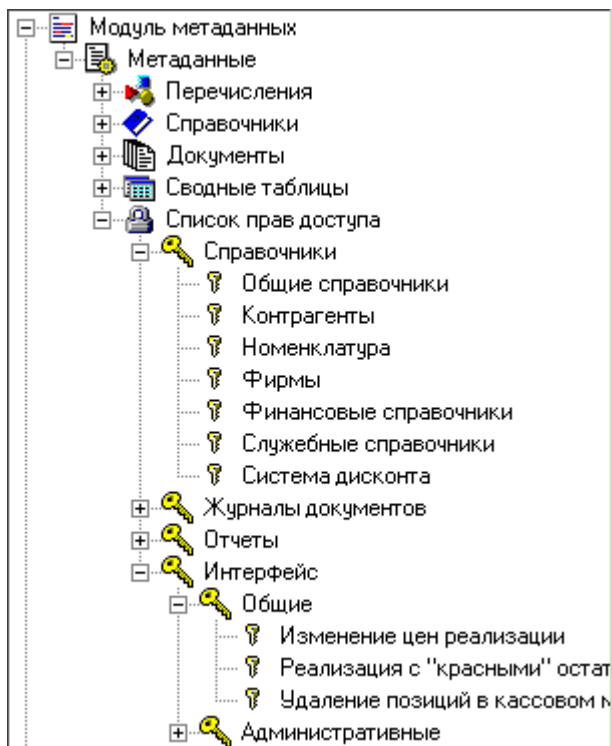 Модуль метаданных
Метаданные
Перечисления
Справочники
Документы
Сводные таблицы
Список прав доступа
Справочники
Общие справочники
Контрагенты
Номенклатура
Фирмы
Финансовые справочники
Служебные справочники
Система дисконта
Журналы документов
Отчеты
Интерфейс
Общие
Изменение цен реализации
Реализация с "красными" остат
Удаление позиций в кассовом м
Административные